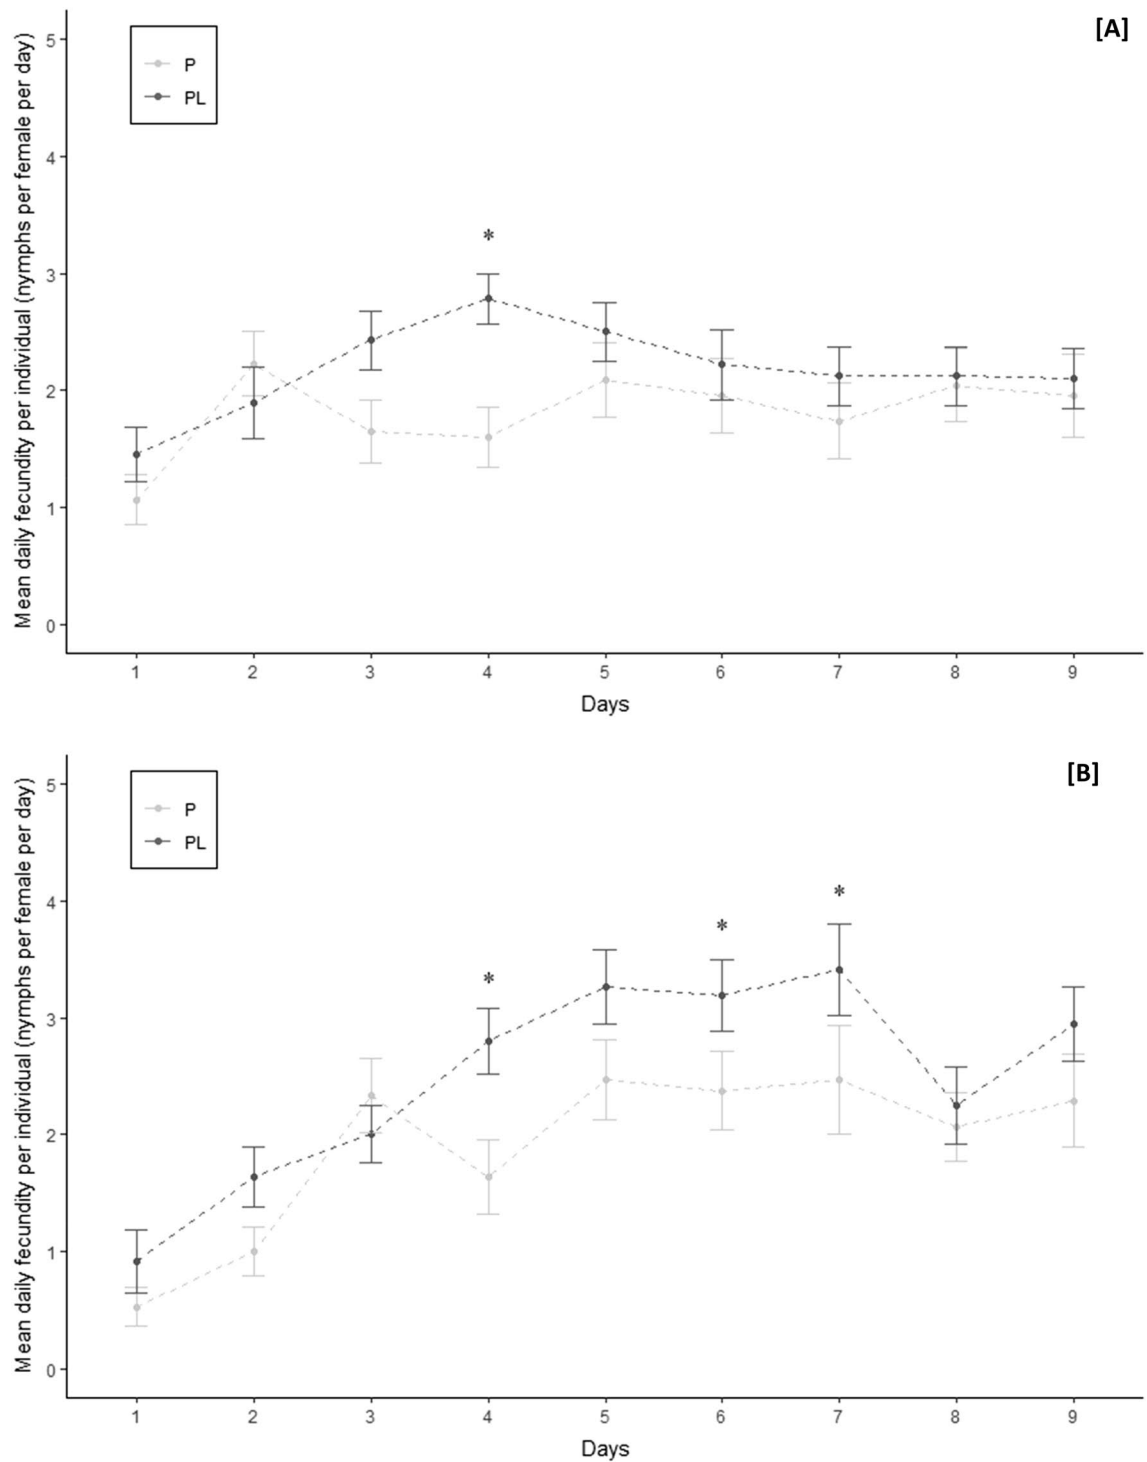 [A]
P
PL
Mean daily fecundity per individual (nymphs per female per day)
5
4
3
2
1
0
*
1 2 3 4 5 6 7 8 9
Days
[B]
P
PL
Mean daily fecundity per individual (nymphs per female per day)
5
4
3
2
1
0
* * *
1 2 3 4 5 6 7 8 9
Days